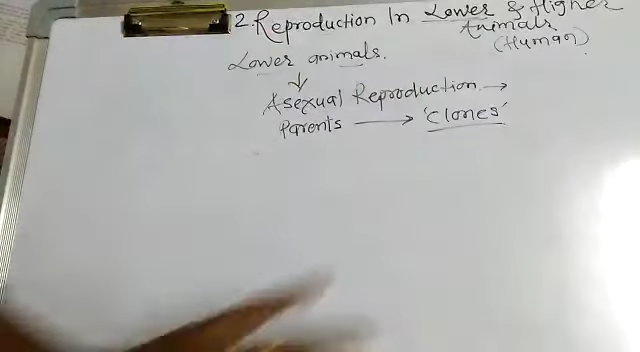 2. Reproduction In Lower & Higher
Animals
(Human)
Lower animals.
↓
Asexual Reproduction →
Parents → 'Clones'